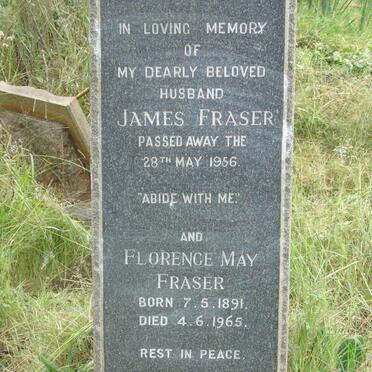 IN LOVING MEMORY
OF
MY DEARLY BELOVED
HUSBAND
JAMES FRASER
PASSED AWAY THE
28TH MAY 1956.
"ABIDE WITH ME."
AND
FLORENCE MAY
FRASER
BORN 7.5.1891.
DIED 4.6.1965.
REST IN PEACE.